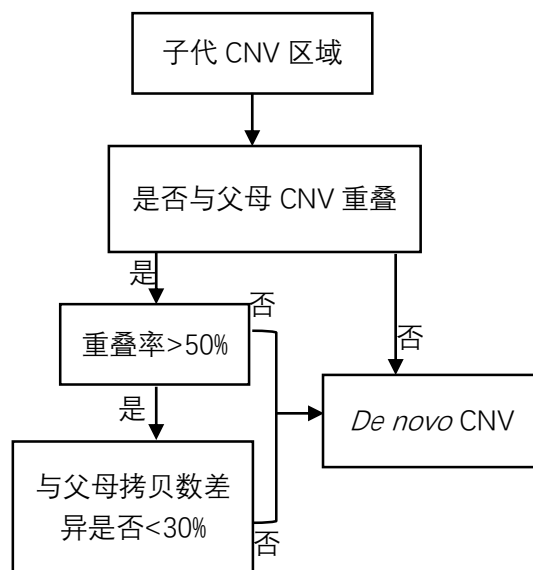 子代 CNV 区域
是否与父母 CNV 重叠
是
否
否
重叠率>50%
是
De novo CNV
与父母拷贝数差
异是否<30%
否